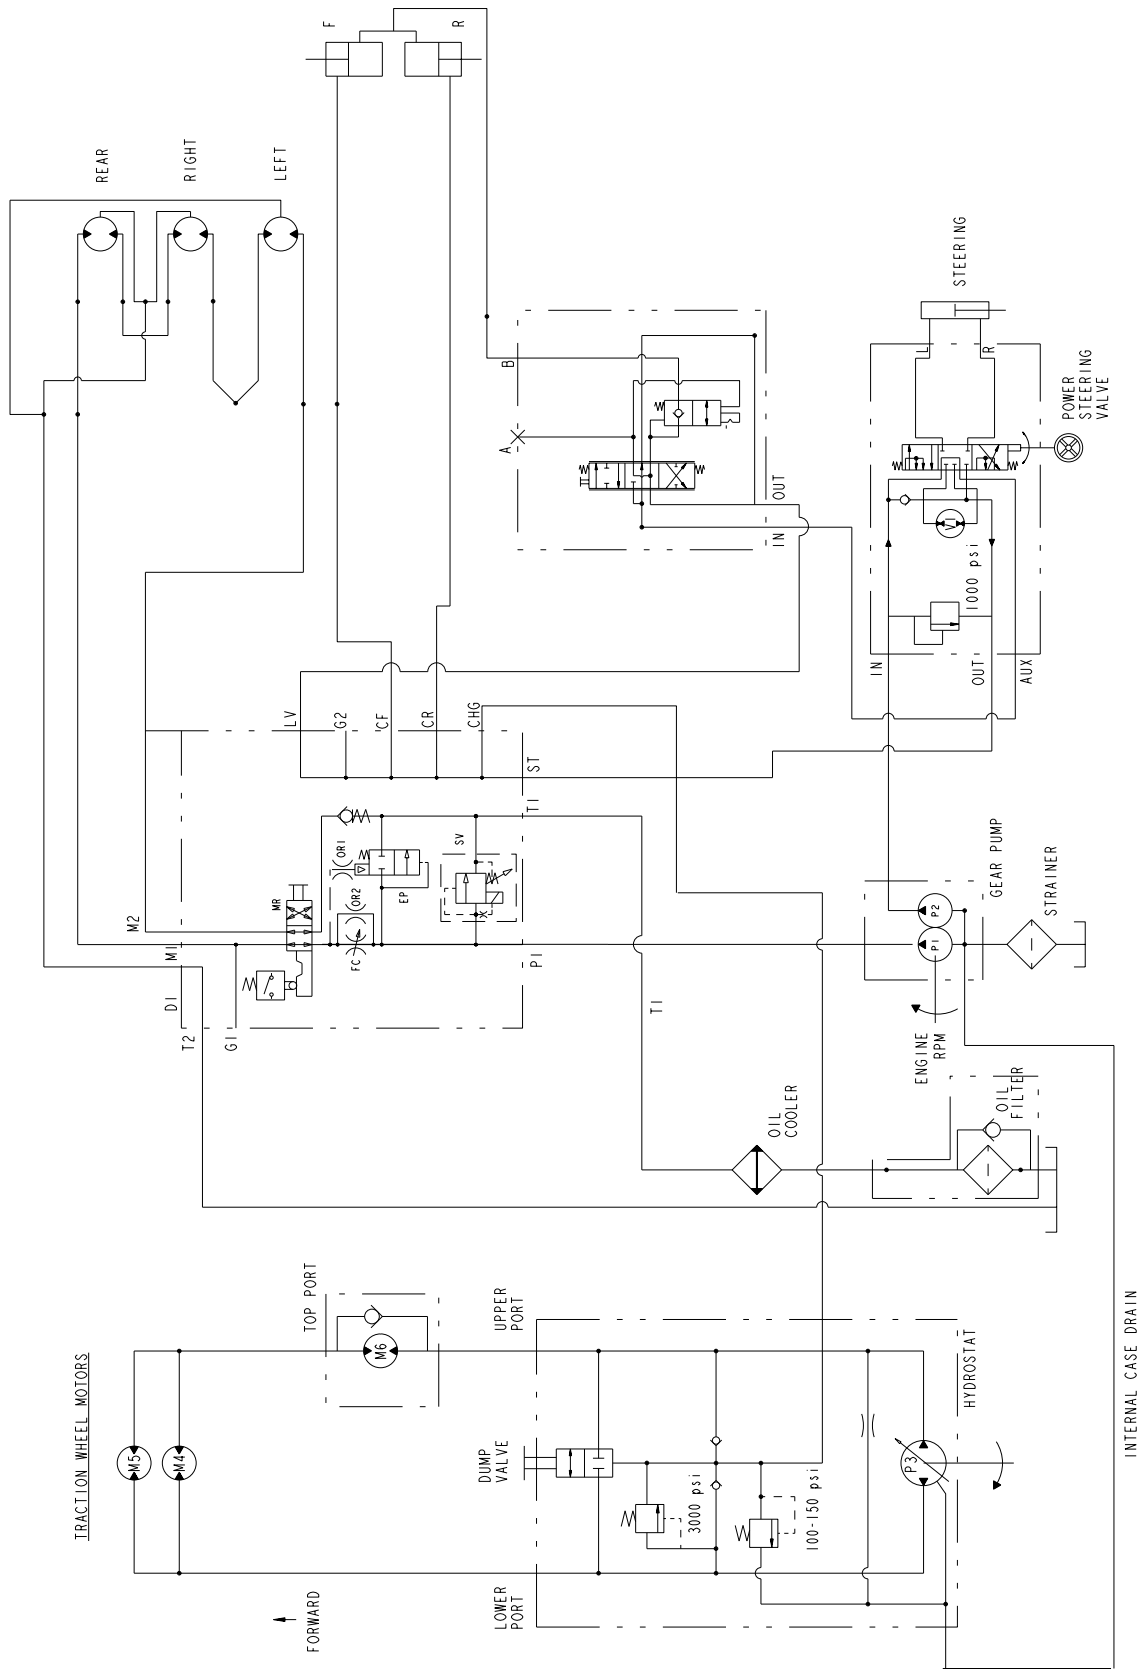 F
R
REAR
RIGHT
LEFT
STEERING
L
R
B
A
POWER
STEERING
VALVE
OUT
IN
V1
1000 psi
IN
OUT
AUX
LV
G2
CF
CR
CHG
ST
T1
SV
OR1
MR
OR2
EP
FC
M2
M1
D1
T2
G1
P1
T1
GEAR PUMP
P2
P1
STRAINER
ENGINE
RPM
OIL
COOLER
OIL
FILTER
TOP PORT
UPPER
PORT
M6
TRACTION WHEEL MOTORS
M5
M4
DUMP
VALVE
3000 psi
100-150 psi
P3
HYDROSTAT
INTERNAL CASE DRAIN
LOWER
PORT
FORWARD